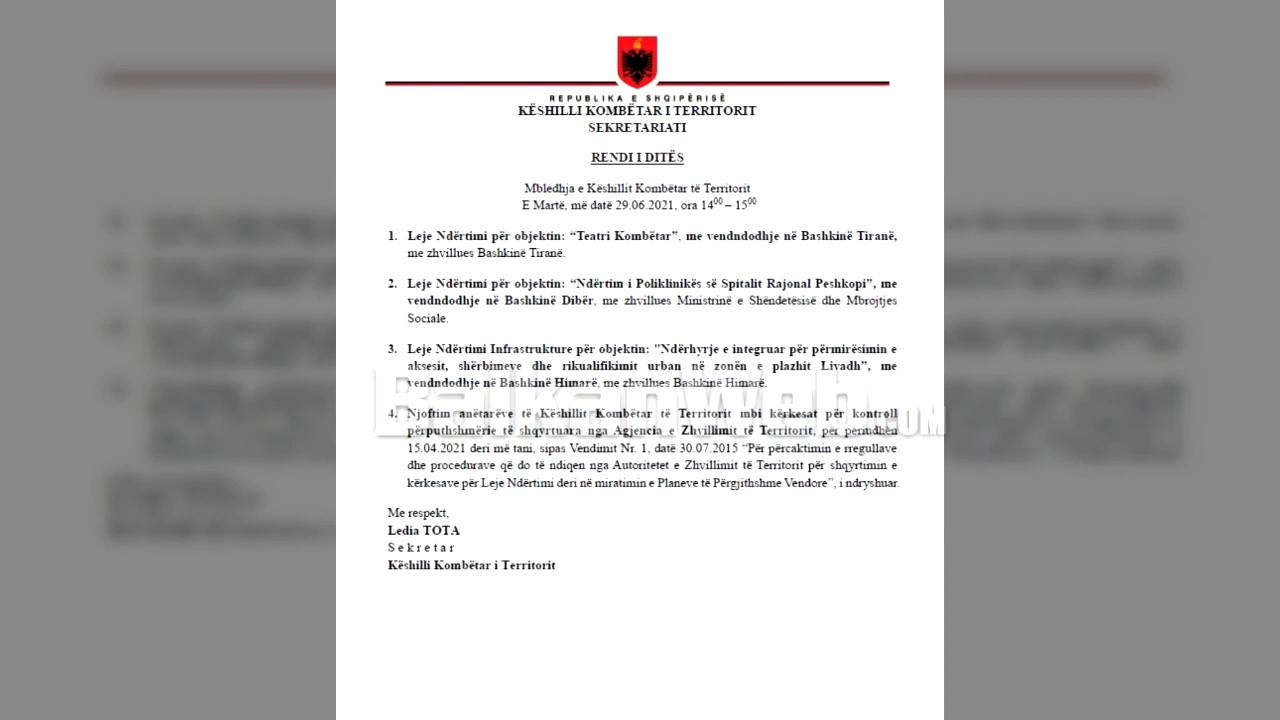 REPUBLIKA E SHQIPËRISË
KËSHILLI KOMBËTAR I TERRITORIT
SEKRETARIATI
RENDI I DITËS
Mbledhja e Këshillit Kombëtar të Territorit
E Martë, më datë 29.06.2021, ora 14⁰⁰ – 15⁰⁰
1. Leje Ndërtimi për objektin: “Teatri Kombëtar”, me vendndodhje në Bashkinë Tiranë,
me zhvillues Bashkinë Tiranë.
2. Leje Ndërtimi për objektin: “Ndërtim i Poliklinikës së Spitalit Rajonal Peshkopi”, me
vendndodhje në Bashkinë Dibër, me zhvillues Ministrinë e Shëndetësisë dhe Mbrojtjes
Sociale.
3. Leje Ndërtimi Infrastrukture për objektin: "Ndërhyrje e integruar për përmirësimin e
aksesit, shërbimeve dhe rikualifikimit urban në zonën e plazhit Livadh”, me
vendndodhje në Bashkinë Himarë, me zhvillues Bashkinë Himarë.
4. Njoftim anëtarëve të Këshillit Kombëtar të Territorit mbi kërkesat për kontroll
përputhshmërie të shqyrtuara nga Agjencia e Zhvillimit të Territorit, për periudhën
15.04.2021 deri më tani, sipas Vendimit Nr. 1, datë 30.07.2015 “Për përcaktimin e rregullave
dhe procedurave që do të ndiqen nga Autoritetet e Zhvillimit të Territorit për shqyrtimin e
kërkesave për Leje Ndërtimi deri në miratimin e Planeve të Përgjithshme Vendore”, i ndryshuar.
BalkanWeb.COM
Me respekt,
Ledia TOTA
Sekretar
Këshilli Kombëtar i Territorit